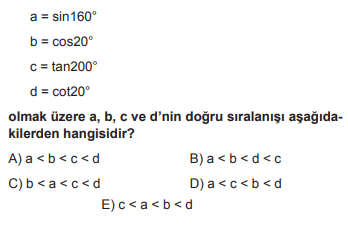 a = sin160°
b = cos20°
c = tan200°
d = cot20°
olmak üzere a, b, c ve d'nin doğru sıralanışı aşağıda-
kilerden hangisidir?
A) a < b < c < d B) a < b < d < c
C) b < a < c < d D) a < c < b < d
E) c < a < b < d